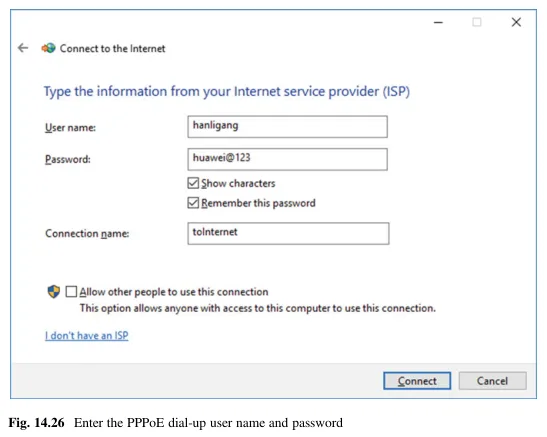 Connect to the Internet
Type the information from your Internet service provider (ISP)
User name:
hanligang
Password:
huawei@123
Show characters
Remember this password
Connection name:
toInternet
Allow other people to use this connection
This option allows anyone with access to this computer to use this connection.
I don't have an ISP
Connect
Cancel
Fig. 14.26 Enter the PPPoE dial-up user name and password